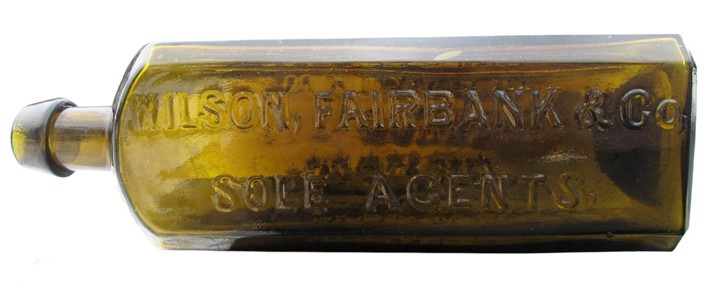 WILSON, FAIRBANK & Co,
SOLE AGENTS.